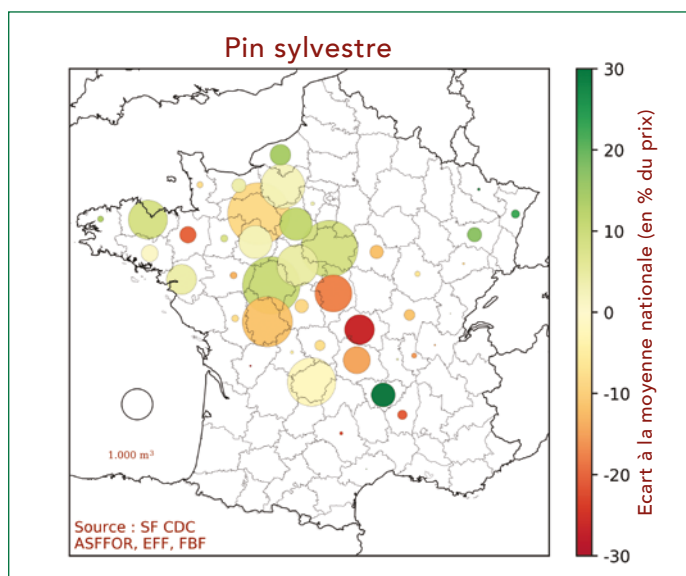 Pin sylvestre
30
20
10
0
-10
-20
-30
Ecart à la moyenne nationale (en % du prix)
1.000 m³
Source : SF CDC
ASFFOR, EFF, FBF